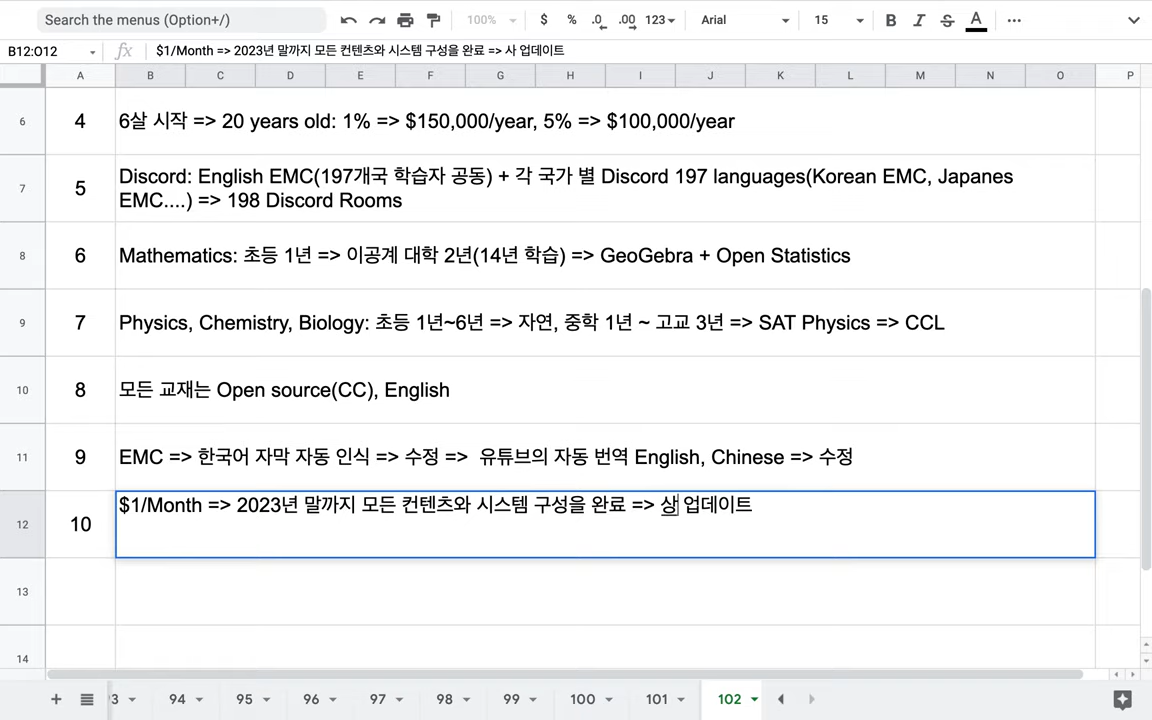 Search the menus (Option+/)
100%
$ % .0 .00 123
Arial
15
B I S A
B12:O12
fx
$1/Month => 2023년 말까지 모든 컨텐츠와 시스템 구성을 완료 => 사 업데이트
A B C D E F G H I J K L M N O P
6
4
6살 시작 => 20 years old: 1% => $150,000/year, 5% => $100,000/year
7
5
Discord: English EMC(197개국 학습자 공동) + 각 국가 별 Discord 197 languages(Korean EMC, Japanes
EMC....) => 198 Discord Rooms
8
6
Mathematics: 초등 1년 => 이공계 대학 2년(14년 학습) => GeoGebra + Open Statistics
9
7
Physics, Chemistry, Biology: 초등 1년~6년 => 자연, 중학 1년 ~ 고교 3년 => SAT Physics => CCL
10
8
모든 교재는 Open source(CC), English
11
9
EMC => 한국어 자막 자동 인식 => 수정 => 유튜브의 자동 번역 English, Chinese => 수정
12
10
$1/Month => 2023년 말까지 모든 컨텐츠와 시스템 구성을 완료 => 상 업데이트
13
14
3 94 95 96 97 98 99 100 101 102